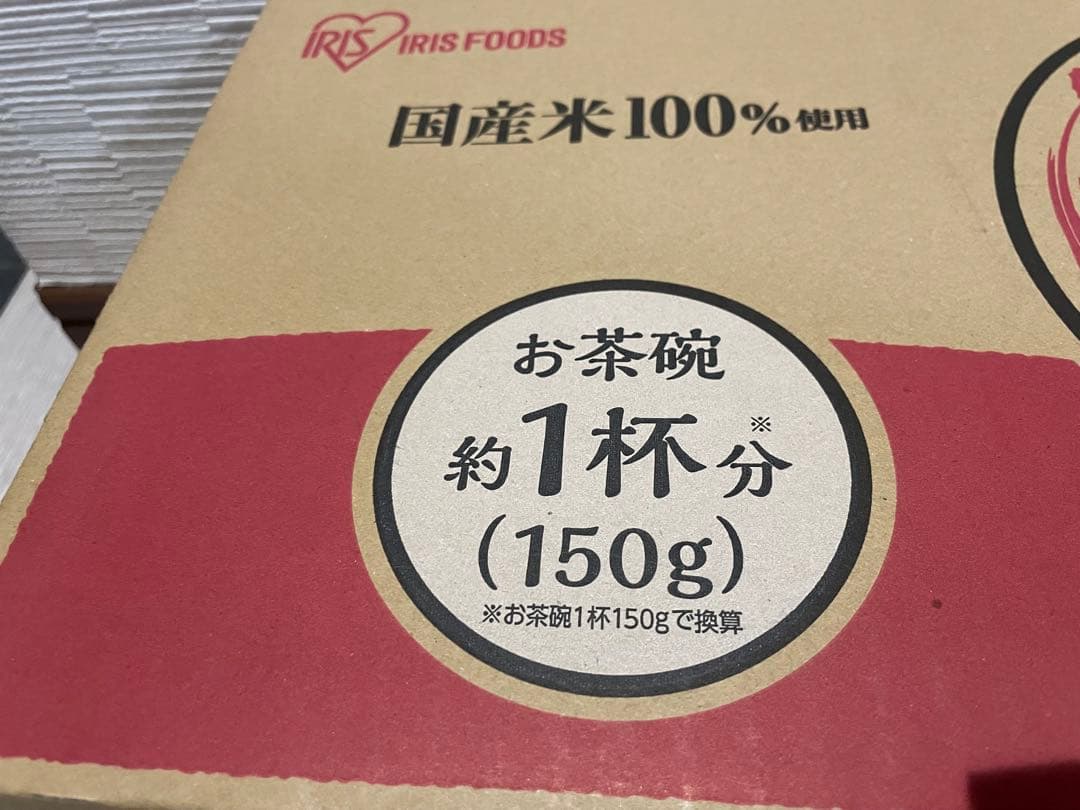 IRIS IRIS FOODS
国産米100%使用
お茶碗
約1杯※分
(150g)
※お茶碗1杯150gで換算